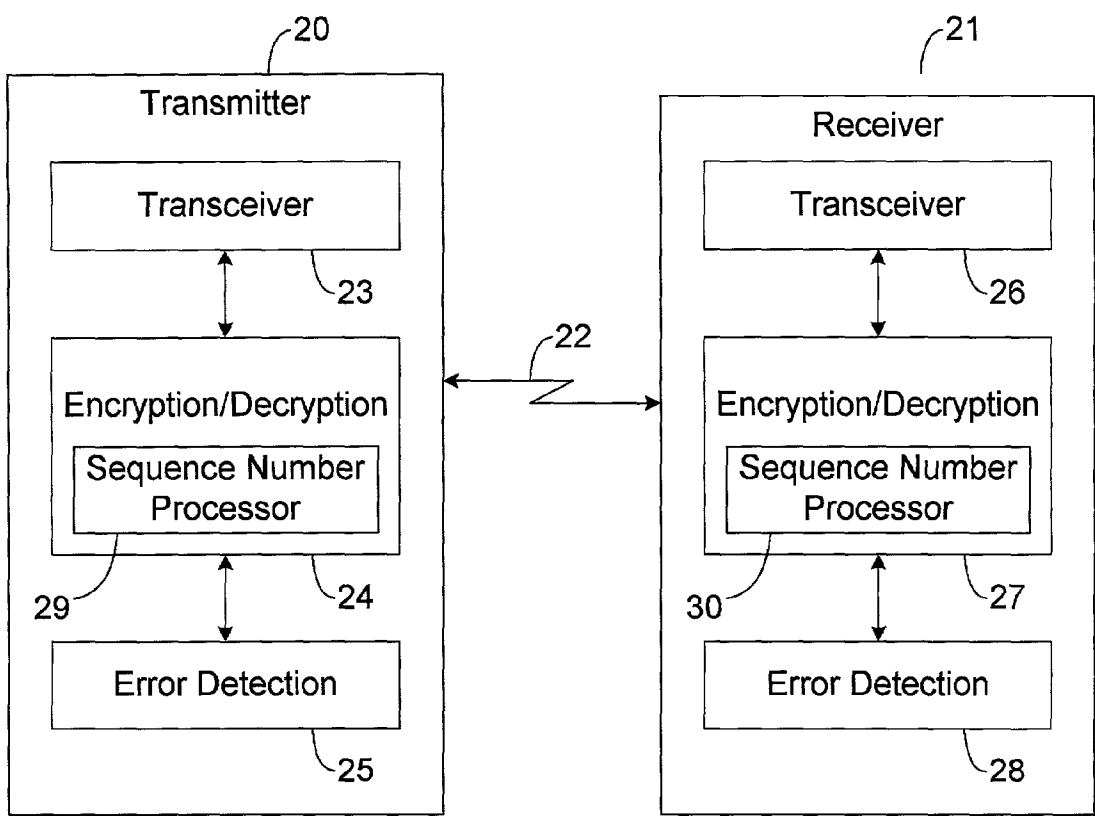 20
21
Transmitter
Receiver
Transceiver
Transceiver
23
26
22
Encryption/Decryption
Encryption/Decryption
Sequence Number
Processor
Sequence Number
Processor
29
24
30
27
Error Detection
Error Detection
25
28